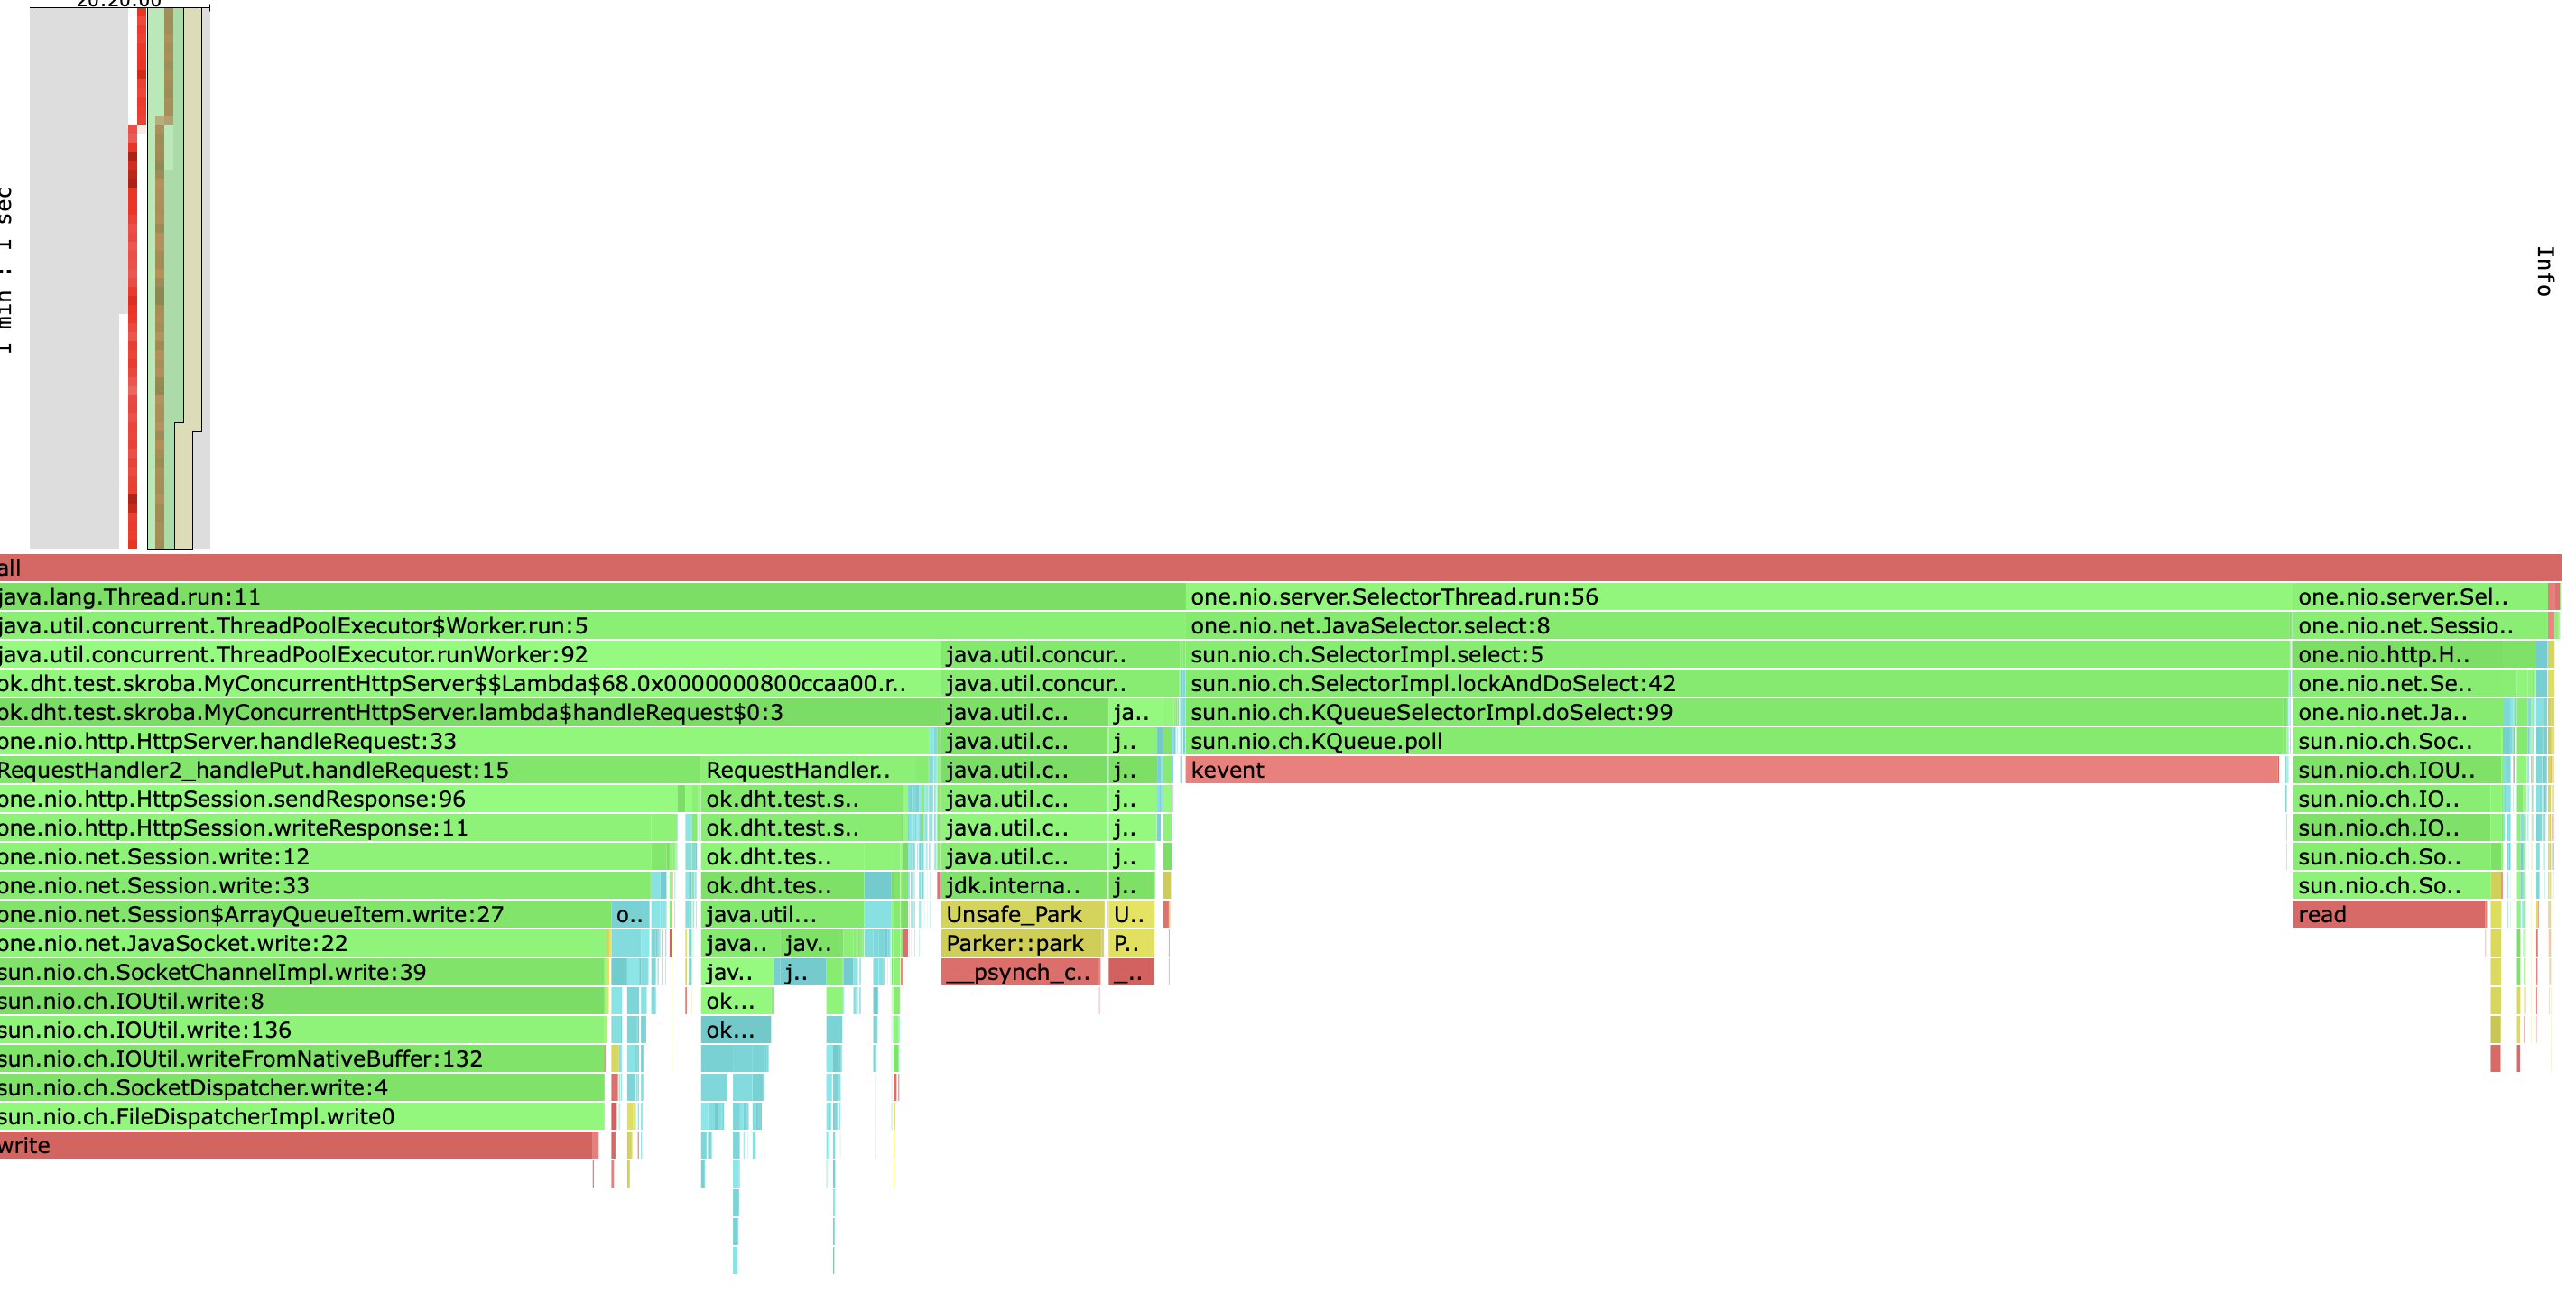 20:20:00
1 min : 1 sec
Info
all
java.lang.Thread.run:11 one.nio.server.SelectorThread.run:56 one.nio.server.Sel..
java.util.concurrent.ThreadPoolExecutor$Worker.run:5 one.nio.net.JavaSelector.select:8 one.nio.net.Sessio..
java.util.concurrent.ThreadPoolExecutor.runWorker:92 java.util.concur.. sun.nio.ch.SelectorImpl.select:5 one.nio.http.H..
ok.dht.test.skroba.MyConcurrentHttpServer$$Lambda$68.0x0000000800ccaa00.r.. java.util.concur.. sun.nio.ch.SelectorImpl.lockAndDoSelect:42 one.nio.net.Se..
ok.dht.test.skroba.MyConcurrentHttpServer.lambda$handleRequest$0:3 java.util.c.. ja.. sun.nio.ch.KQueueSelectorImpl.doSelect:99 one.nio.net.Ja..
one.nio.http.HttpServer.handleRequest:33 java.util.c.. j.. sun.nio.ch.KQueue.poll sun.nio.ch.Soc..
RequestHandler2_handlePut.handleRequest:15 RequestHandler.. java.util.c.. j.. kevent sun.nio.ch.IOU..
one.nio.http.HttpSession.sendResponse:96 ok.dht.test.s.. java.util.c.. j.. sun.nio.ch.IO..
one.nio.http.HttpSession.writeResponse:11 ok.dht.test.s.. java.util.c.. j.. sun.nio.ch.IO..
one.nio.net.Session.write:12 ok.dht.tes.. java.util.c.. j.. sun.nio.ch.So..
one.nio.net.Session.write:33 ok.dht.tes.. jdk.interna.. j.. sun.nio.ch.So..
one.nio.net.Session$ArrayQueueItem.write:27 o.. java.util... Unsafe_Park U.. read
one.nio.net.JavaSocket.write:22 java.. jav.. Parker::park P..
sun.nio.ch.SocketChannelImpl.write:39 jav.. j.. __psynch_c.. _..
sun.nio.ch.IOUtil.write:8 ok...
sun.nio.ch.IOUtil.write:136 ok...
sun.nio.ch.IOUtil.writeFromNativeBuffer:132
sun.nio.ch.SocketDispatcher.write:4
sun.nio.ch.FileDispatcherImpl.write0
write